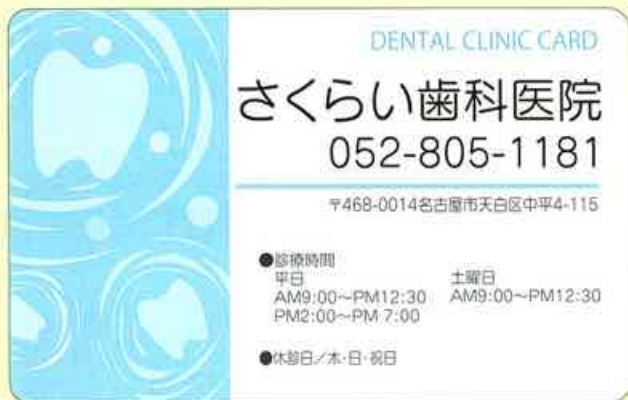 DENTAL CLINIC CARD
さくらい歯科医院
052-805-1181
〒468-0014名古屋市天白区中平4-115
●診療時間
平日 土曜日
AM9:00～PM12:30 AM9:00～PM12:30
PM2:00～PM 7:00
●休診日／木・日・祝日